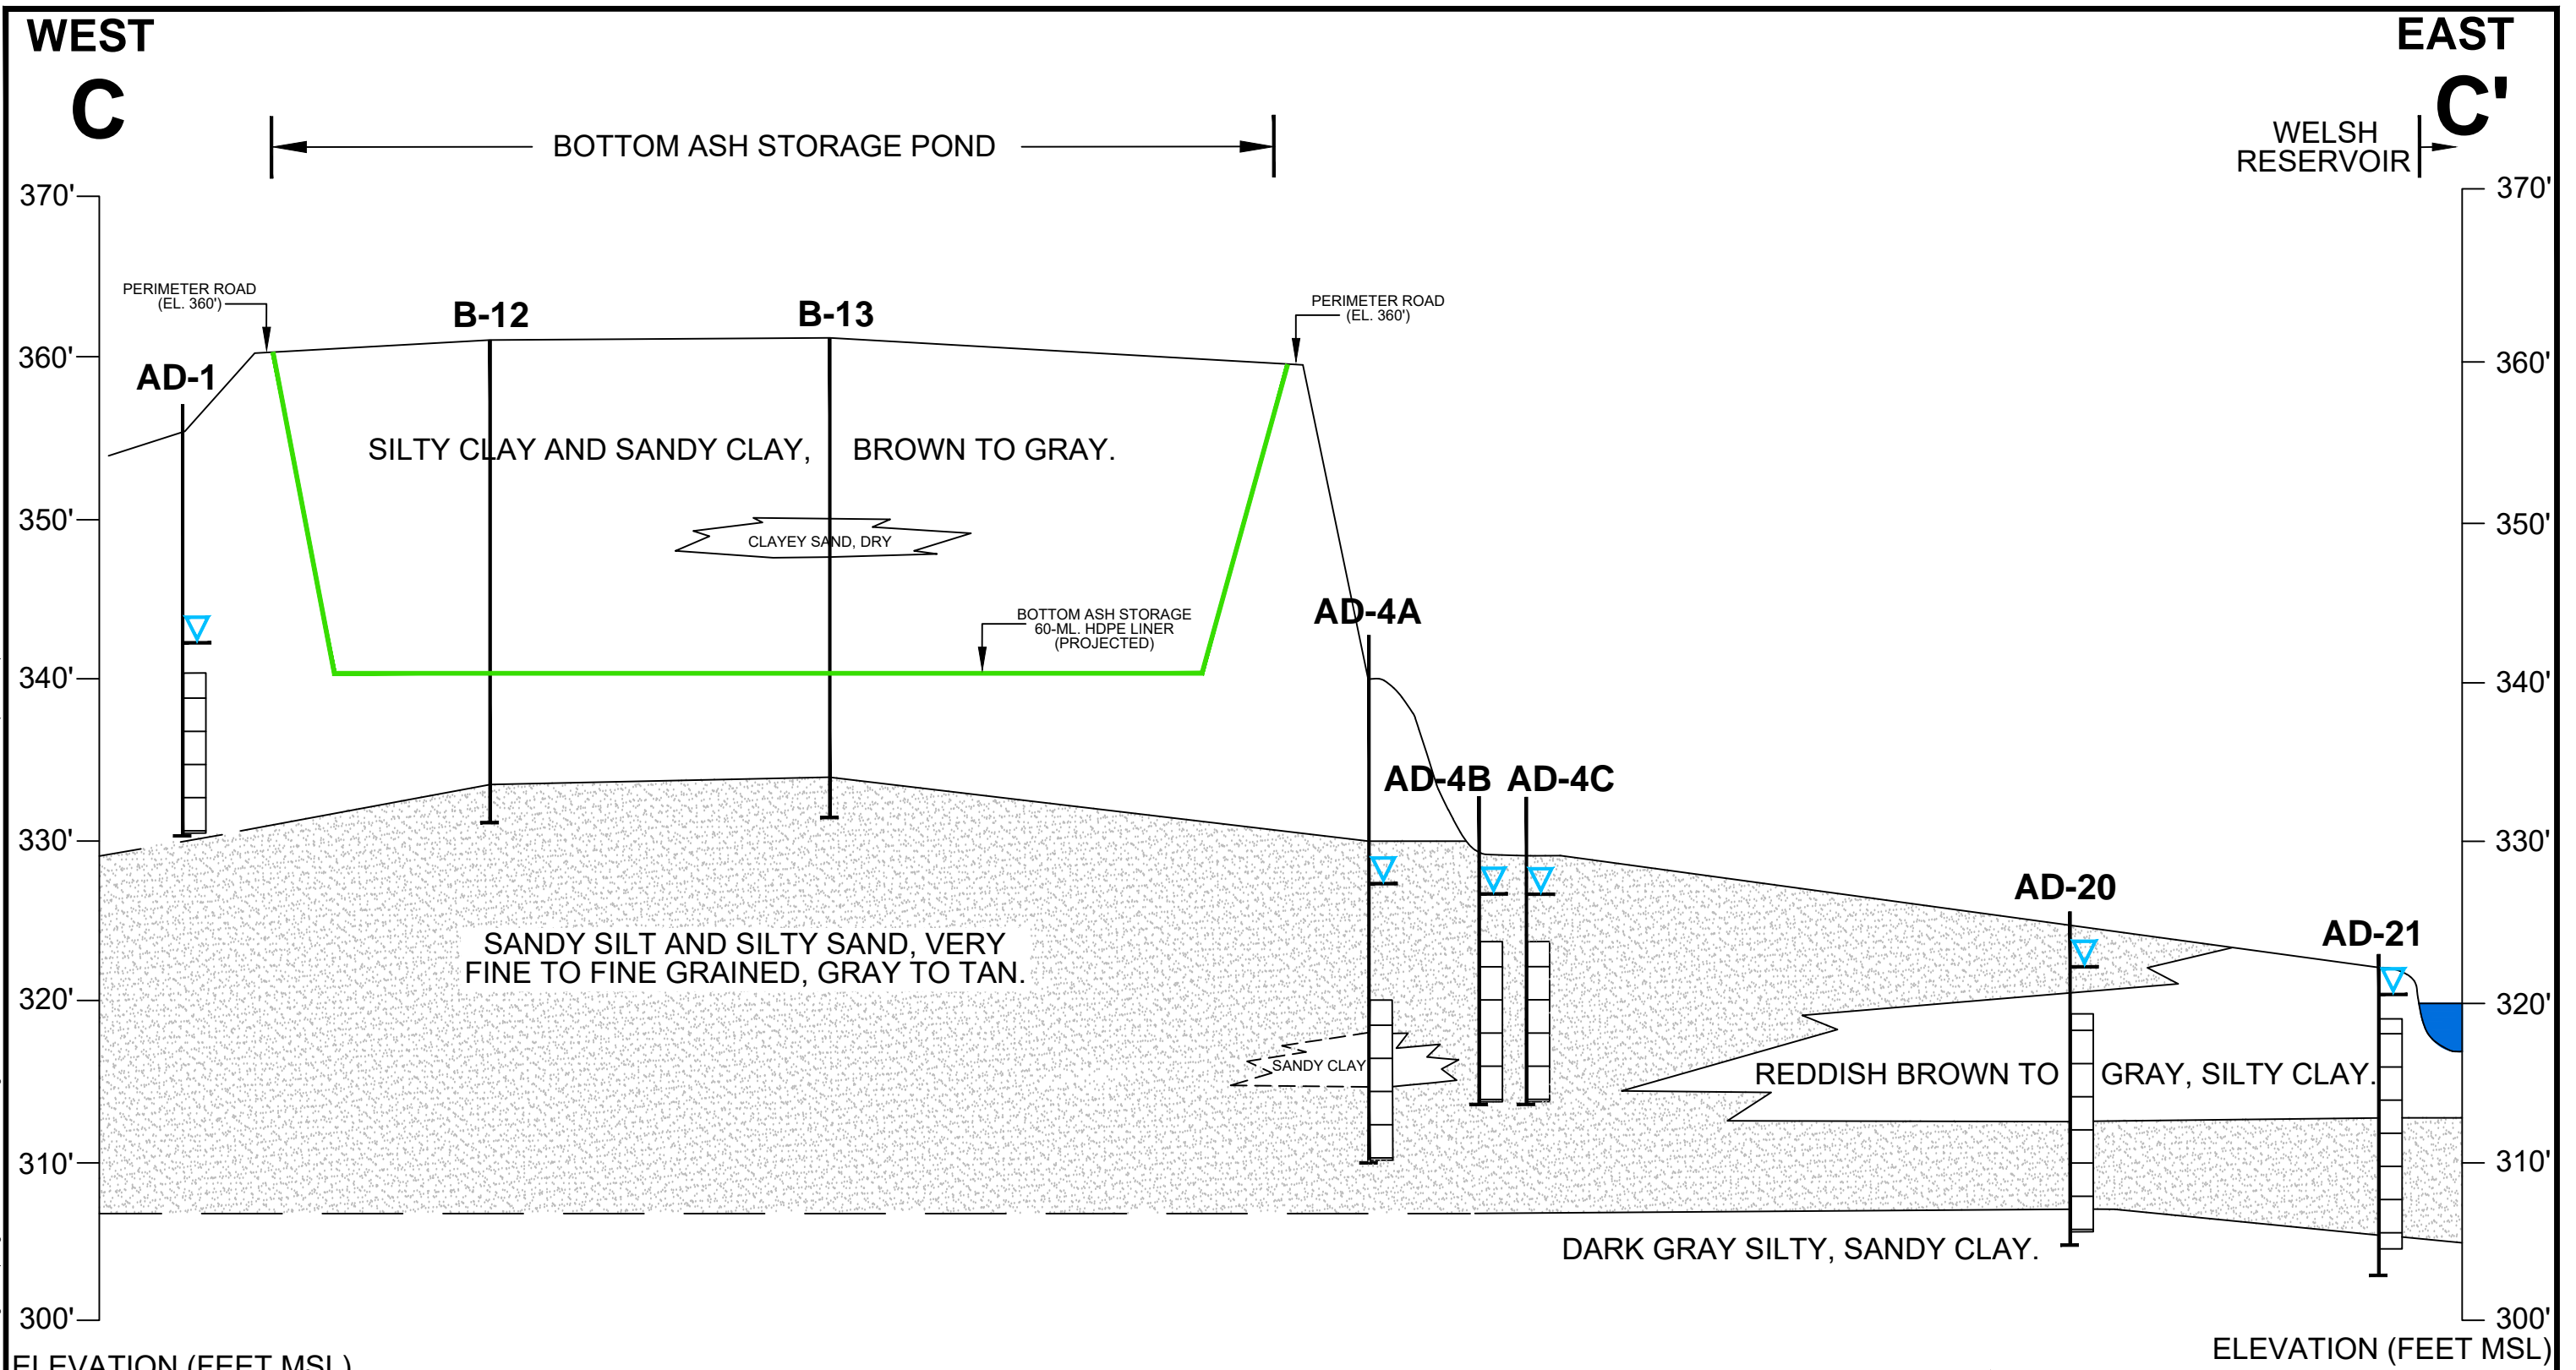 WEST
EAST
C
C'
BOTTOM ASH STORAGE POND
WELSH
RESERVOIR
370'
370'
PERIMETER ROAD
(EL. 360')
B-12
B-13
PERIMETER ROAD
(EL. 360')
360'
360'
AD-1
SILTY CLAY AND SANDY CLAY, BROWN TO GRAY.
350'
350'
CLAYEY SAND, DRY
BOTTOM ASH STORAGE
60-ML. HDPE LINER
(PROJECTED)
AD-4A
340'
340'
AD-4B
AD-4C
330'
330'
AD-20
AD-21
SANDY SILT AND SILTY SAND, VERY
FINE TO FINE GRAINED, GRAY TO TAN.
320'
320'
SANDY CLAY
REDDISH BROWN TO GRAY, SILTY CLAY.
310'
310'
DARK GRAY SILTY, SANDY CLAY.
300'
300'
ELEVATION (FEET MSL)
ELEVATION (FEET MSL)